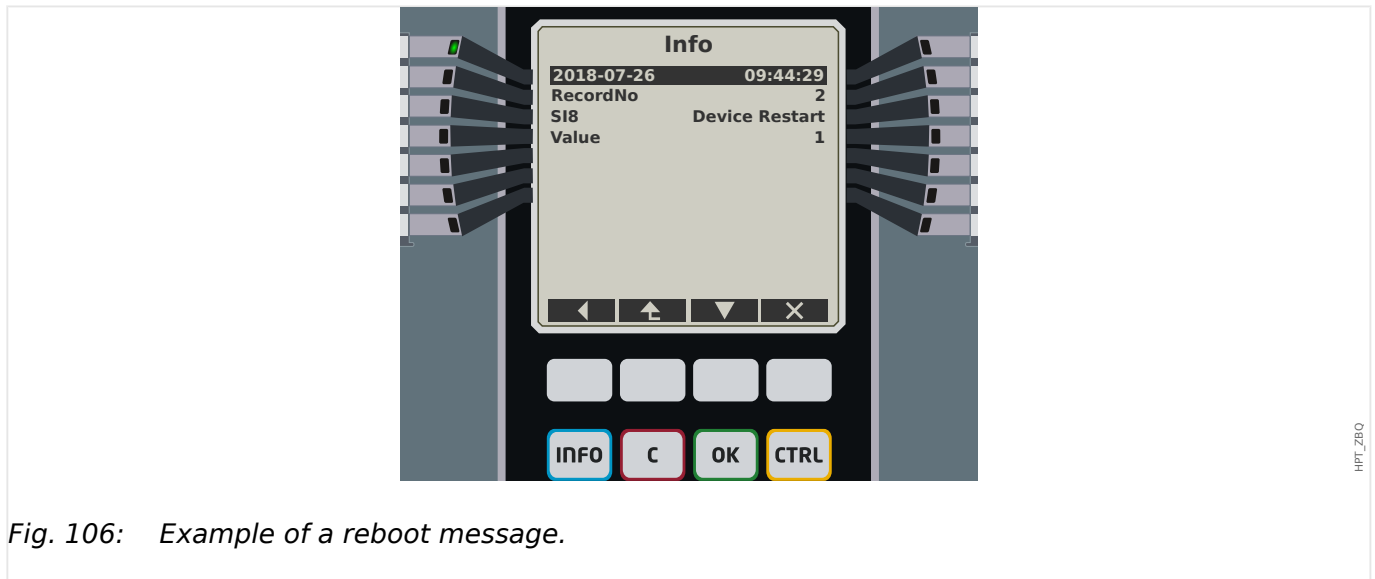 Info
2018-07-26 09:44:29
RecordNo 2
SI8 Device Restart
Value 1
INFO C OK CTRL
HPT_ZBQ
Fig. 106: Example of a reboot message.